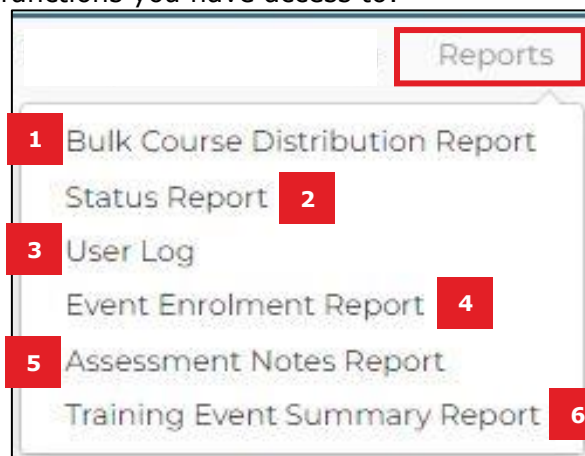 functions you have access to.
Reports
1 Bulk Course Distribution Report
Status Report 2
3 User Log
Event Enrolment Report 4
5 Assessment Notes Report
Training Event Summary Report 6